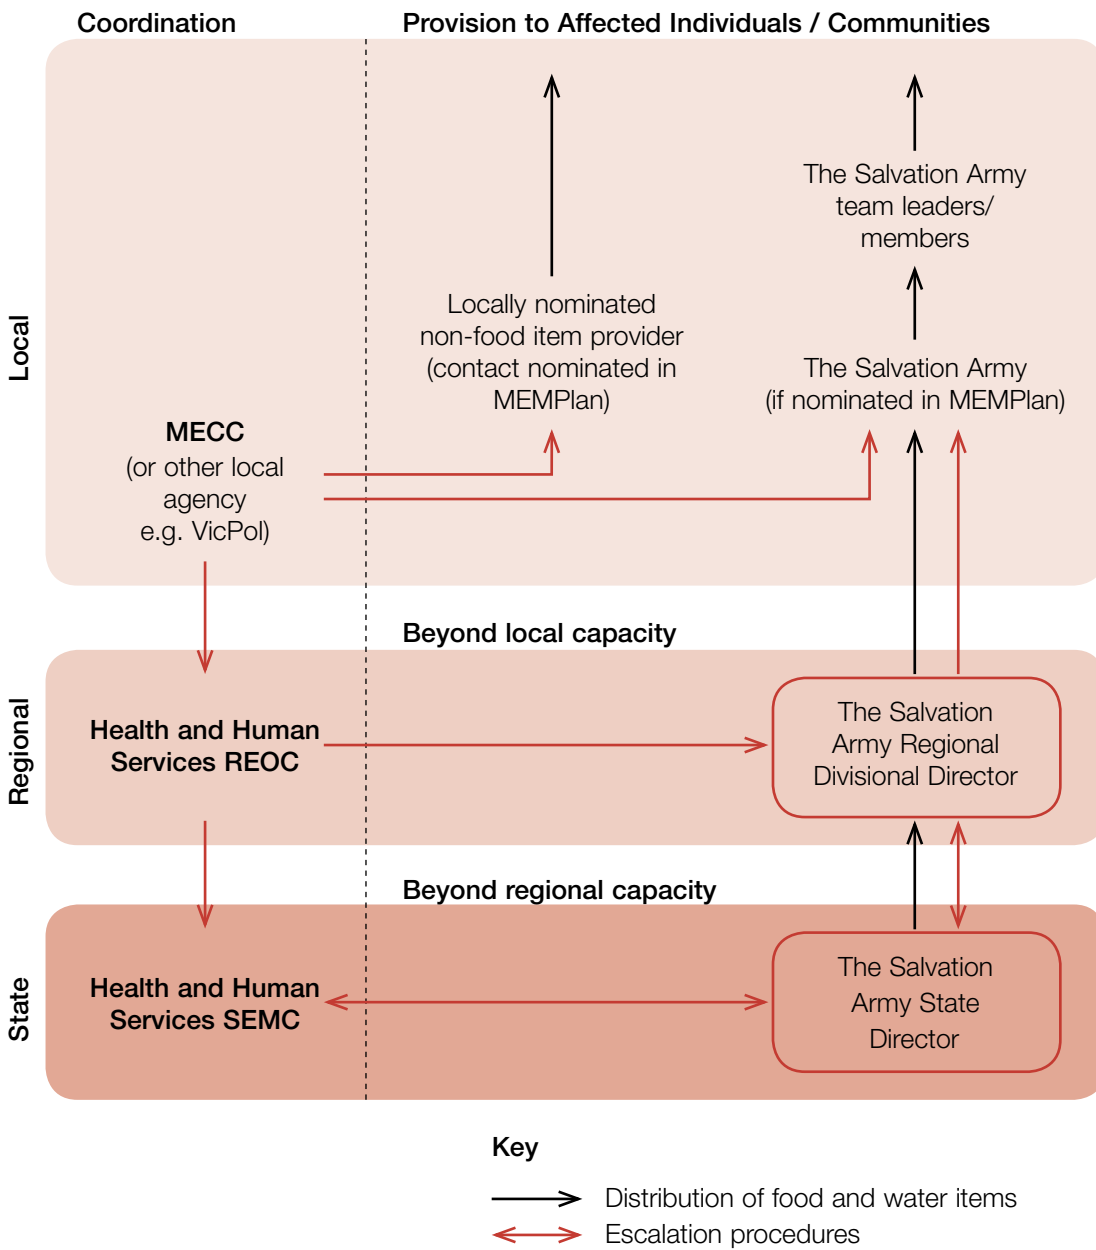 Coordination
Provision to Affected Individuals / Communities
Local
The Salvation Army
team leaders/
members
Locally nominated
non-food item provider
(contact nominated in
MEMPlan)
The Salvation Army
(if nominated in MEMPlan)
MECC
(or other local
agency
e.g. VicPol)
Beyond local capacity
Regional
Health and Human
Services REOC
The Salvation
Army Regional
Divisional Director
Beyond regional capacity
State
Health and Human
Services SEMC
The Salvation
Army State
Director
Key
Distribution of food and water items
Escalation procedures